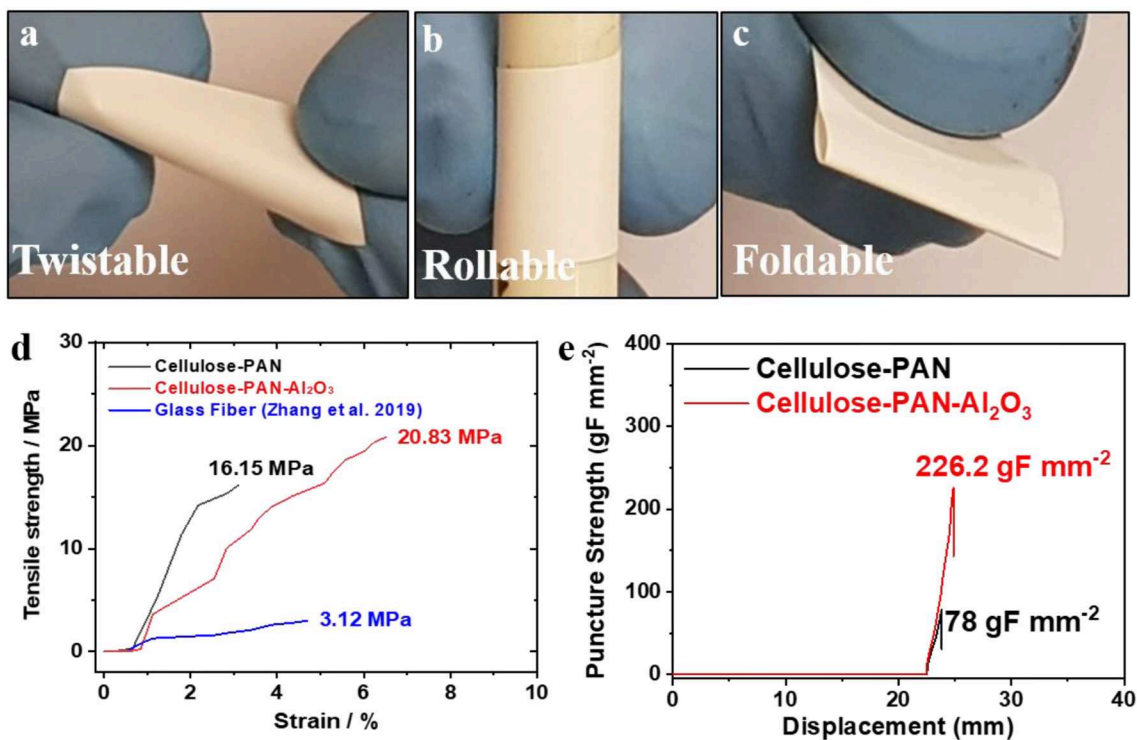 a
Twistable
b
Rollable
c
Foldable
d
Cellulose-PAN
Cellulose-PAN-Al₂O₃
Glass Fiber (Zhang et al. 2019)
20.83 MPa
16.15 MPa
3.12 MPa
Tensile strength / MPa
30
20
10
0
0 2 4 6 8 10
Strain / %
e
Cellulose-PAN
Cellulose-PAN-Al₂O₃
226.2 gF mm⁻²
78 gF mm⁻²
Puncture Strength (gF mm⁻²)
400
300
200
100
0
0 10 20 30 40
Displacement (mm)